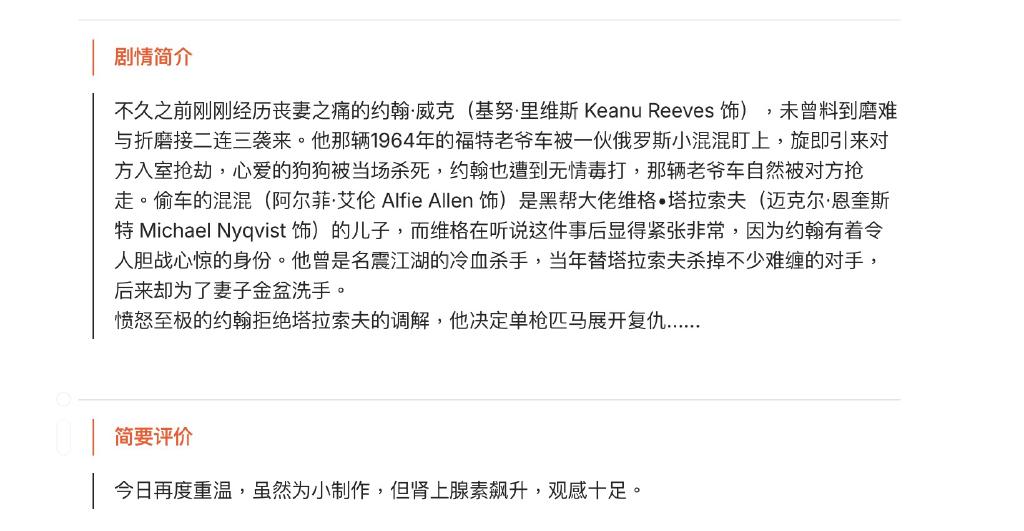 剧情简介
不久之前刚刚经历丧妻之痛的约翰·威克（基努·里维斯 Keanu Reeves 饰），未曾料到磨难
与折磨接二连三袭来。他那辆1964年的福特老爷车被一伙俄罗斯小混混盯上，旋即引来对
方入室抢劫，心爱的狗狗被当场杀死，约翰也遭到无情毒打，那辆老爷车自然被对方抢
走。偷车的混混（阿尔菲·艾伦 Alfie Allen 饰）是黑帮大佬维格•塔拉索夫（迈克尔·恩奎斯
特 Michael Nyqvist 饰）的儿子，而维格在听说这件事后显得紧张非常，因为约翰有着令
人胆战心惊的身份。他曾是名震江湖的冷血杀手，当年替塔拉索夫杀掉不少难缠的对手，
后来却为了妻子金盆洗手。
愤怒至极的约翰拒绝塔拉索夫的调解，他决定单枪匹马展开复仇……
简要评价
今日再度重温，虽然为小制作，但肾上腺素飙升，观感十足。